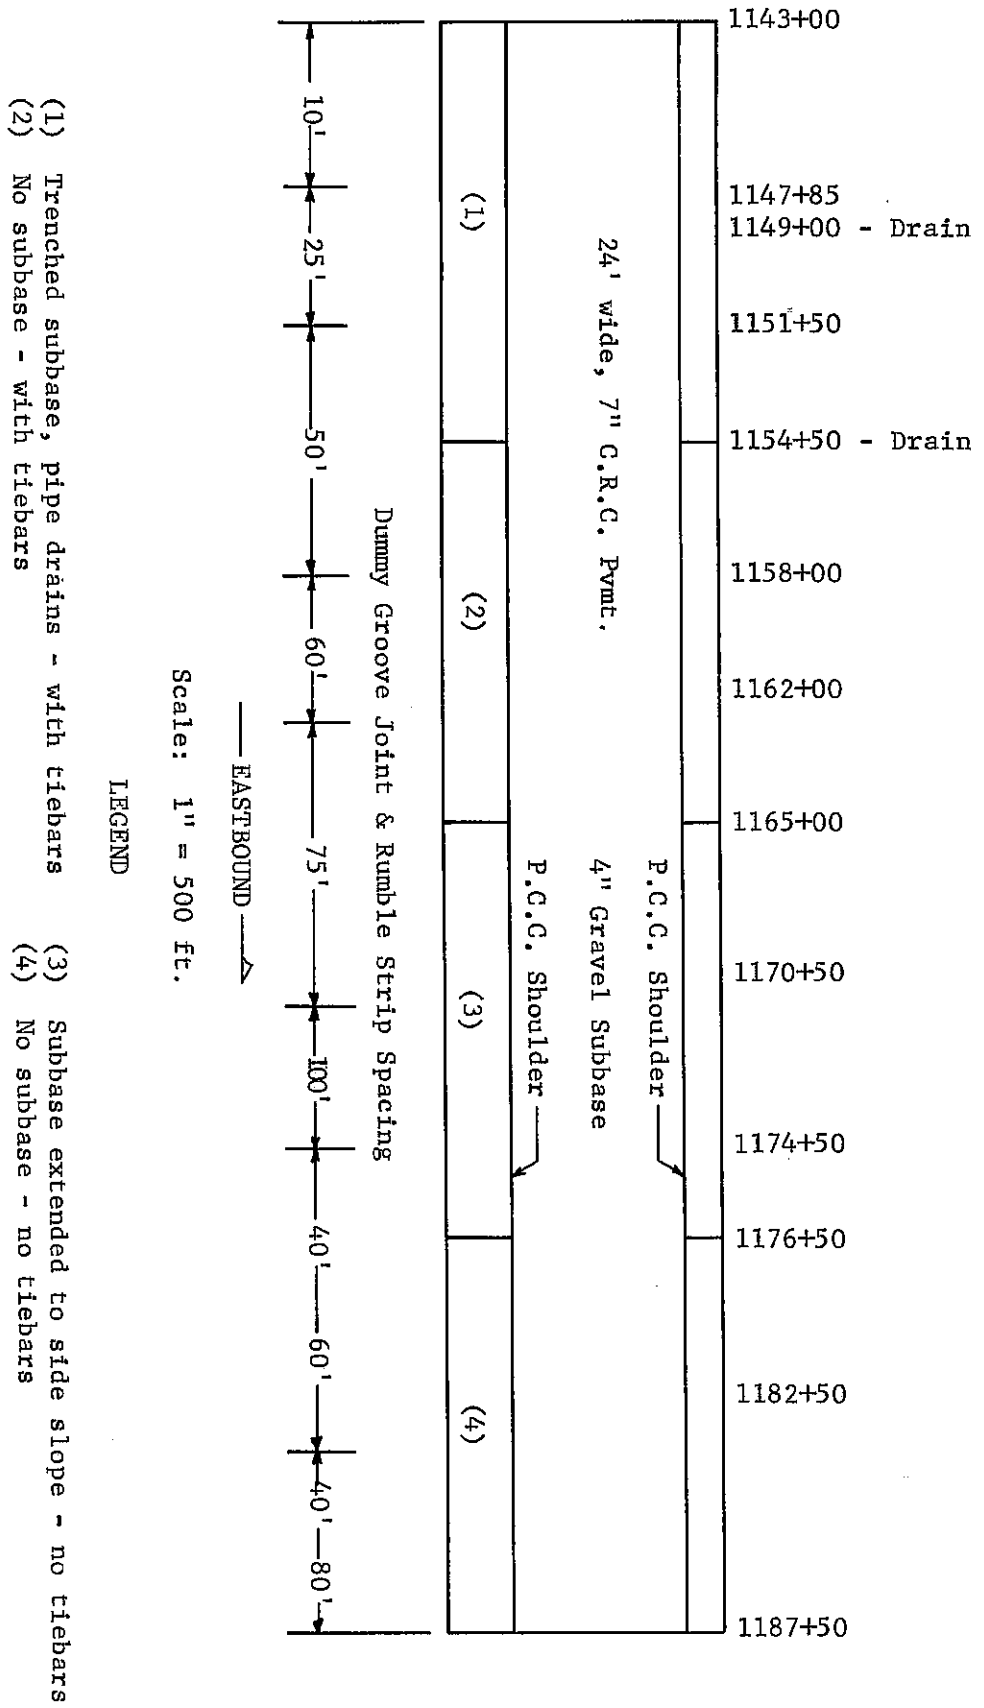 1143+00
1147+85
1149+00 - Drain
1151+50
1154+50 - Drain
1158+00
1162+00
1165+00
1170+50
1174+50
1176+50
1182+50
1187+50
P.C.C. Shoulder
24' wide, 7" C.R.C. Pvmt.
4" Gravel Subbase
P.C.C. Shoulder
(1)
(2)
(3)
(4)
Dummy Groove Joint & Rumble Strip Spacing
10'
25'
50'
60'
75'
100'
40'
60'
40'
80'
EASTBOUND
Scale: 1" = 500 ft.
LEGEND
(1) Trenched subbase, pipe drains - with tiebars
(2) No subbase - with tiebars
(3) Subbase extended to side slope - no tiebars
(4) No subbase - no tiebars